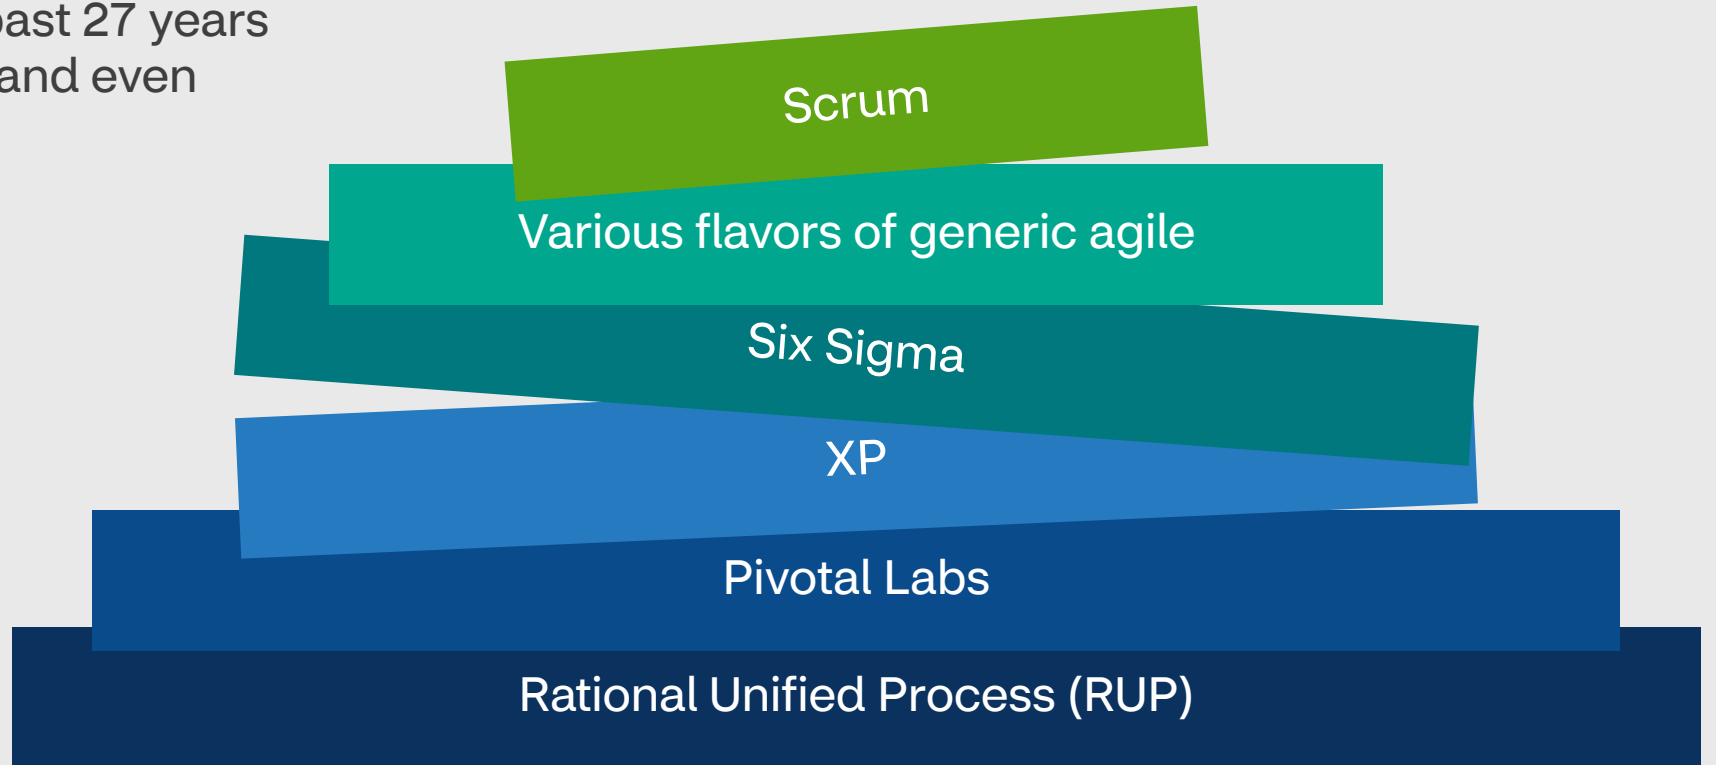 past 27 years
and even
Scrum
Various flavors of generic agile
Six Sigma
XP
Pivotal Labs
Rational Unified Process (RUP)